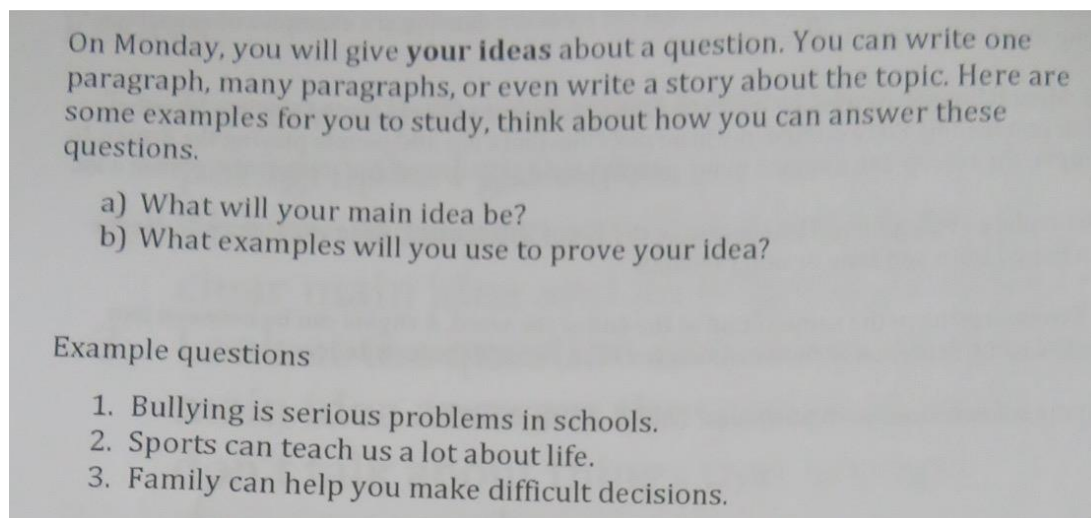 On Monday, you will give your ideas about a question. You can write one
paragraph, many paragraphs, or even write a story about the topic. Here are
some examples for you to study, think about how you can answer these
questions.
a) What will your main idea be?
b) What examples will you use to prove your idea?
Example questions
1. Bullying is serious problems in schools.
2. Sports can teach us a lot about life.
3. Family can help you make difficult decisions.